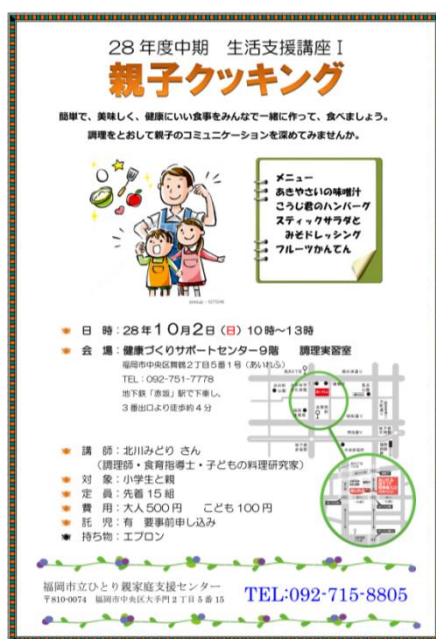 28年度中期　生活支援講座Ⅰ
親子クッキング
簡単で、美味しく、健康にいい食事をみんなで一緒に作って、食べましょう。
調理をとおして親子のコミュニケーションを深めてみませんか。
メニュー
あきやさいの味噌汁
こうじ君のハンバーグ
スティックサラダと
みそドレッシング
フルーツかんてん
日　時：28年10月2日（日）10時～13時
会　場：健康づくりサポートセンター9階　調理実習室
福岡市中央区舞鶴2丁目5番1号（あいれふ）
TEL：092-751-7778
地下鉄「赤坂」駅で下車し、
3番出口より徒歩約4分
講　師：北川みどり さん
（調理師・食育指導士・子どもの料理研究家）
対　象：小学生と親
定　員：先着15組
費　用：大人500円　こども100円
託　児：有　要事前申し込み
持ち物：エプロン
福岡市立ひとり親家庭支援センター
〒810-0074　福岡市中央区大手門2丁目5番15
TEL:092-715-8805